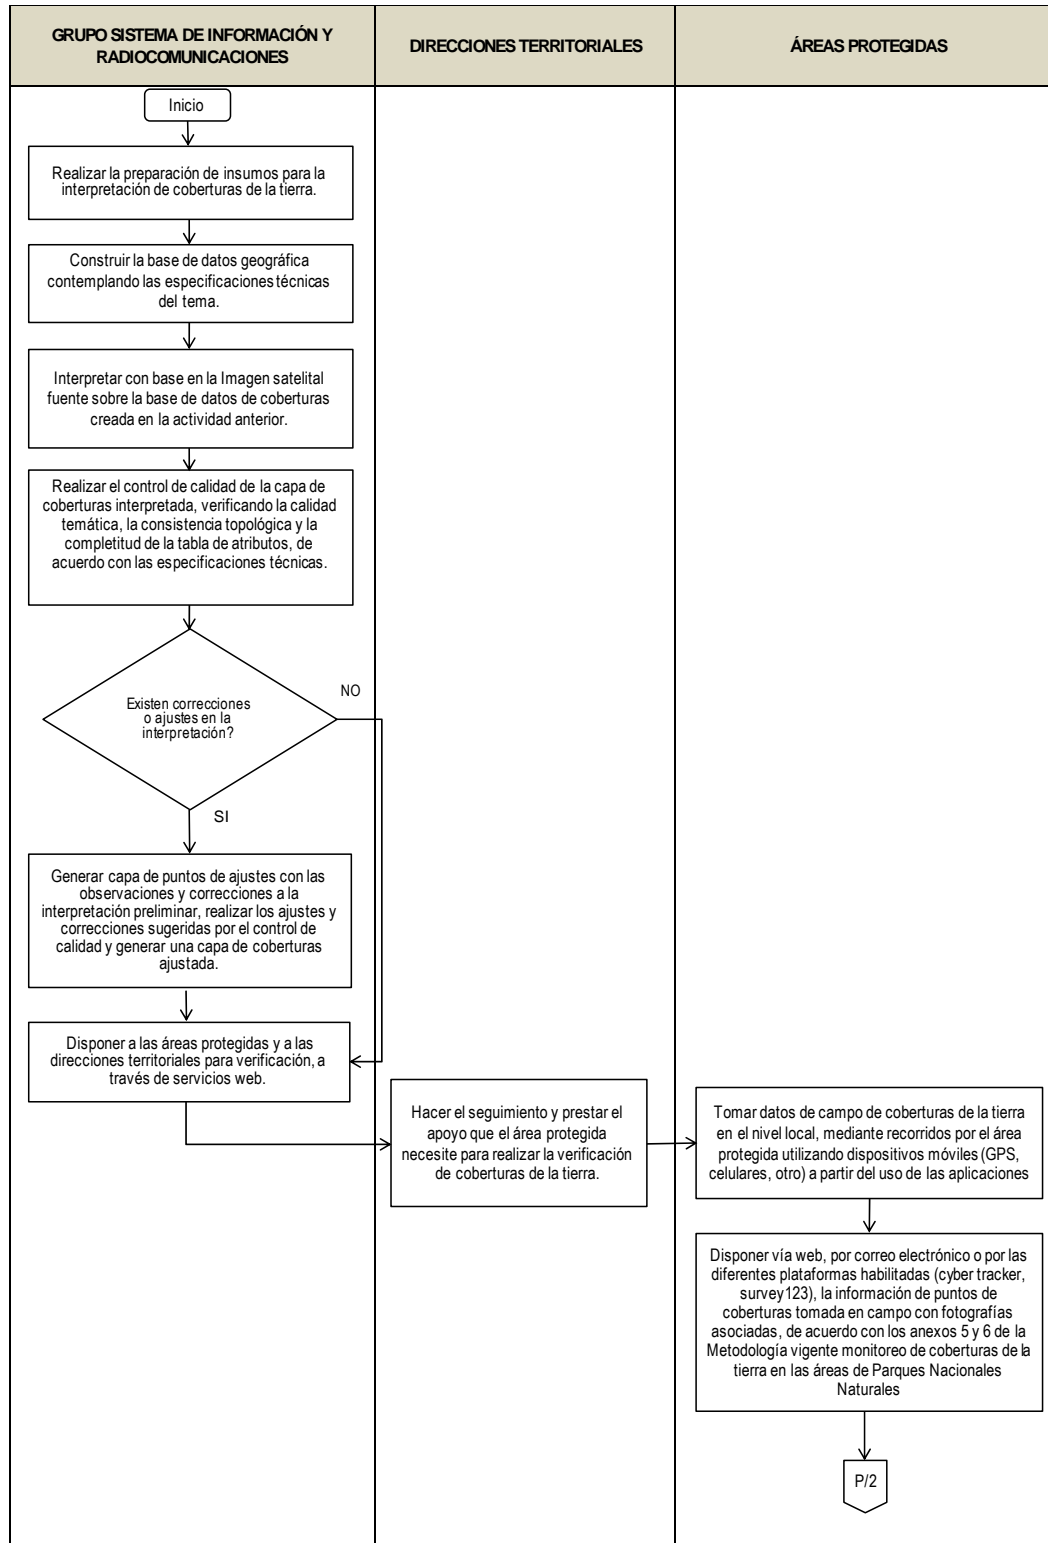 GRUPO SISTEMA DE INFORMACIÓN Y
RADIOCOMUNICACIONES
DIRECCIONES TERRITORIALES
ÁREAS PROTEGIDAS
Inicio
Realizar la preparación de insumos para la
interpretación de coberturas de la tierra.
Construir la base de datos geográfica
contemplando las especificaciones técnicas
del tema.
Interpretar con base en la Imagen satelital
fuente sobre la base de datos de coberturas
creada en la actividad anterior.
Realizar el control de calidad de la capa de
coberturas interpretada, verificando la calidad
temática, la consistencia topológica y la
completitud de la tabla de atributos, de
acuerdo con las especificaciones técnicas.
Existen correcciones
o ajustes en la
interpretación?
NO
SI
Generar capa de puntos de ajustes con las
observaciones y correcciones a la
interpretación preliminar, realizar los ajustes y
correcciones sugeridas por el control de
calidad y generar una capa de coberturas
ajustada.
Disponer a las áreas protegidas y a las
direcciones territoriales para verificación, a
través de servicios web.
Hacer el seguimiento y prestar el
apoyo que el área protegida
necesite para realizar la verificación
de coberturas de la tierra.
Tomar datos de campo de coberturas de la tierra
en el nivel local, mediante recorridos por el área
protegida utilizando dispositivos móviles (GPS,
celulares, otro) a partir del uso de las aplicaciones
Disponer vía web, por correo electrónico o por las
diferentes plataformas habilitadas (cyber tracker,
survey123), la información de puntos de
coberturas tomada en campo con fotografías
asociadas, de acuerdo con los anexos 5 y 6 de la
Metodología vigente monitoreo de coberturas de la
tierra en las áreas de Parques Nacionales
Naturales
P/2